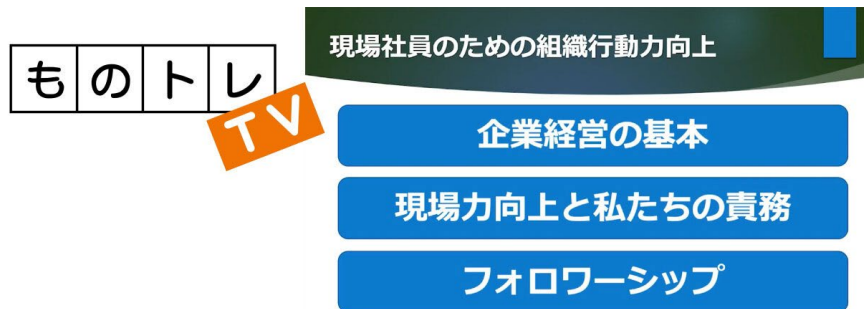 ものトレ
TV
現場社員のための組織行動力向上
企業経営の基本
現場力向上と私たちの責務
フォロワーシップ